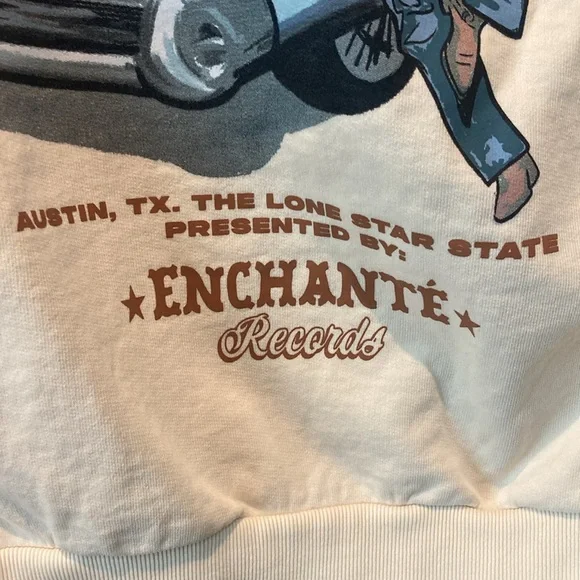 AUSTIN, TX. THE LONE STAR STATE
PRESENTED BY:
ENCHANTÉ
Records